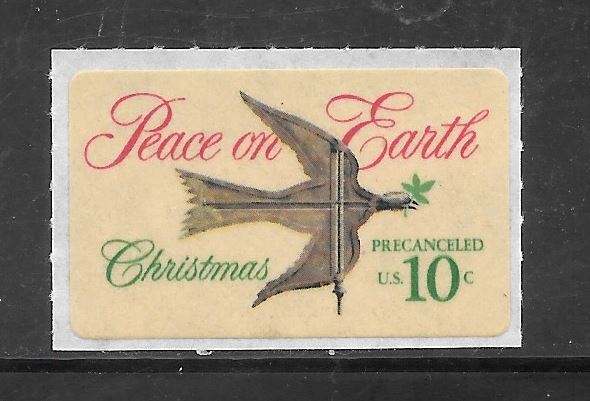 Peace on Earth
Christmas
PRECANCELED
U.S. 10c